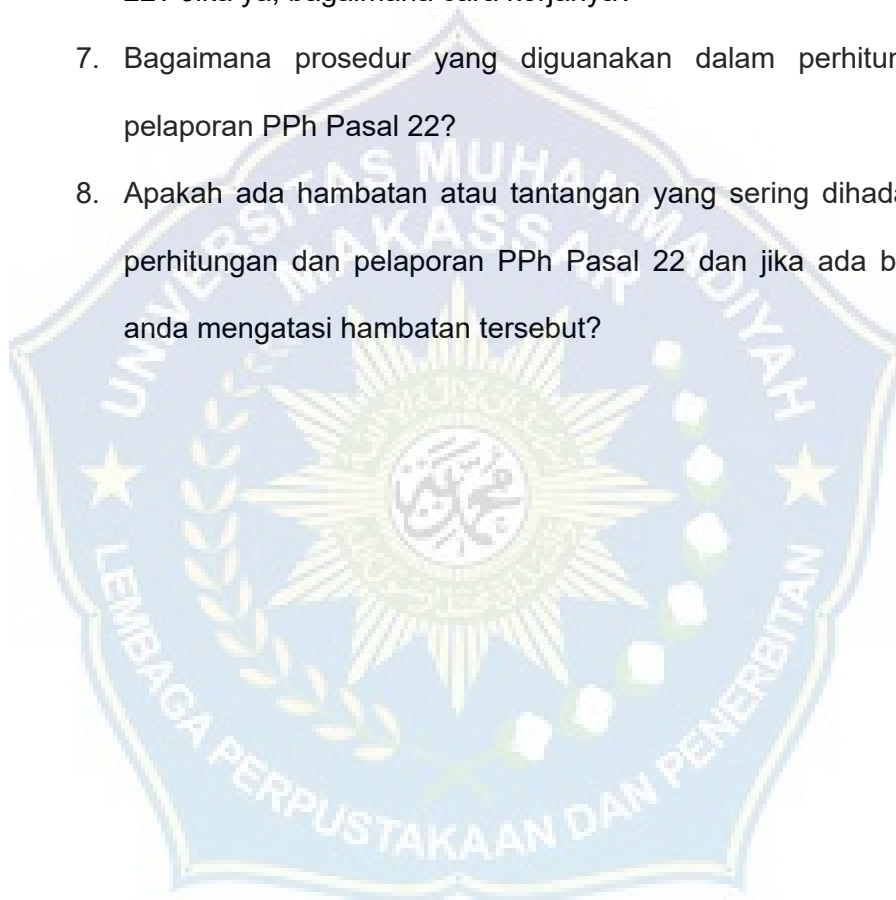 7. Bagaimana prosedur yang diguanakan dalam
pelaporan PPh Pasal 22?
8. Apakah ada hambatan atau tantangan yang sering
perhitungan dan pelaporan PPh Pasal 22 dan jika ada
anda mengatasi hambatan tersebut?
UNIVERSITAS MUHAMMADIYAH
MAKASSAR
LEMBAGA PERPUSTAKAAN DAN PENERBITAN